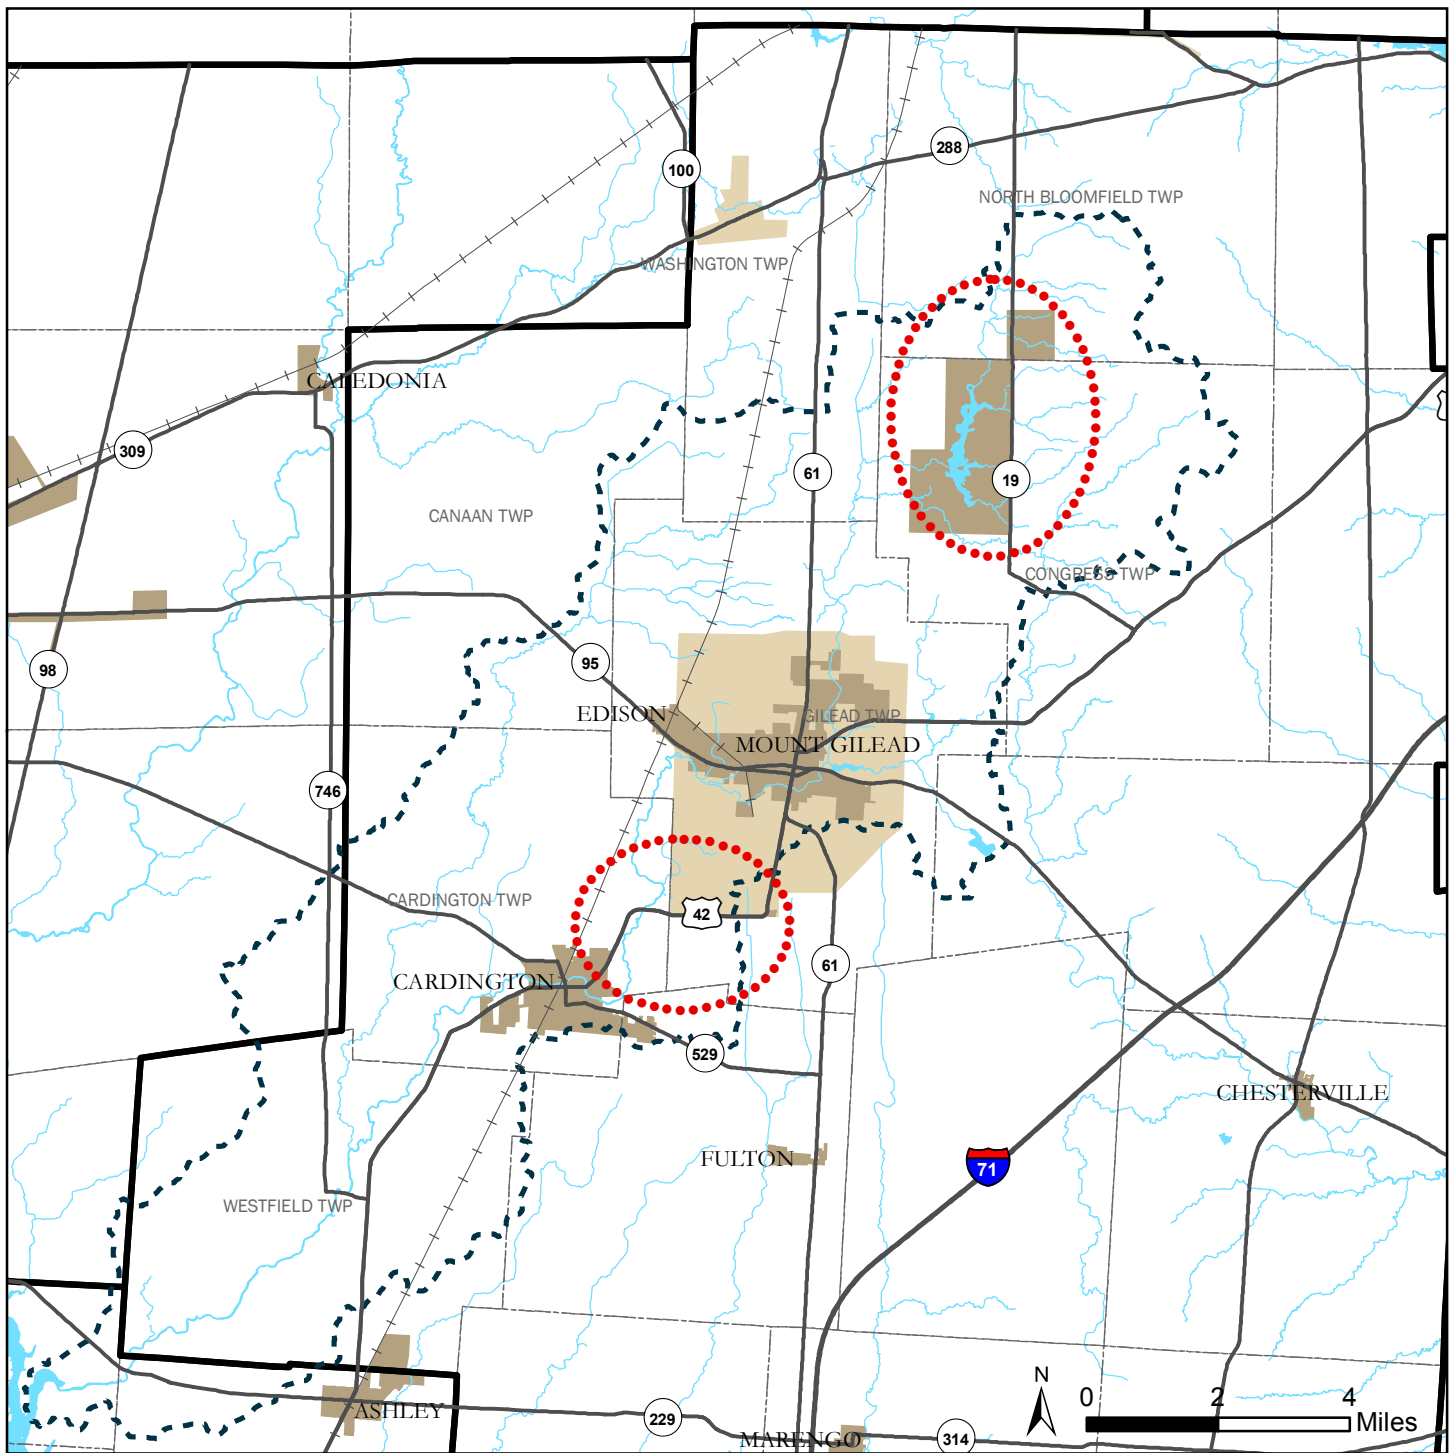 288
100
NORTH BLOOMFIELD TWP
WASHINGTON TWP
CALEDONIA
309
61
19
CANAAN TWP
CONGRESS TWP
98
95
EDISON
GILEAD TWP
MOUNT GILEAD
746
CARDINGTON TWP
42
61
CARDINGTON
529
CHESTERVILLE
FULTON
71
WESTFIELD TWP
N
0 2 4
Miles
ASHLEY
229
MARENGO
314